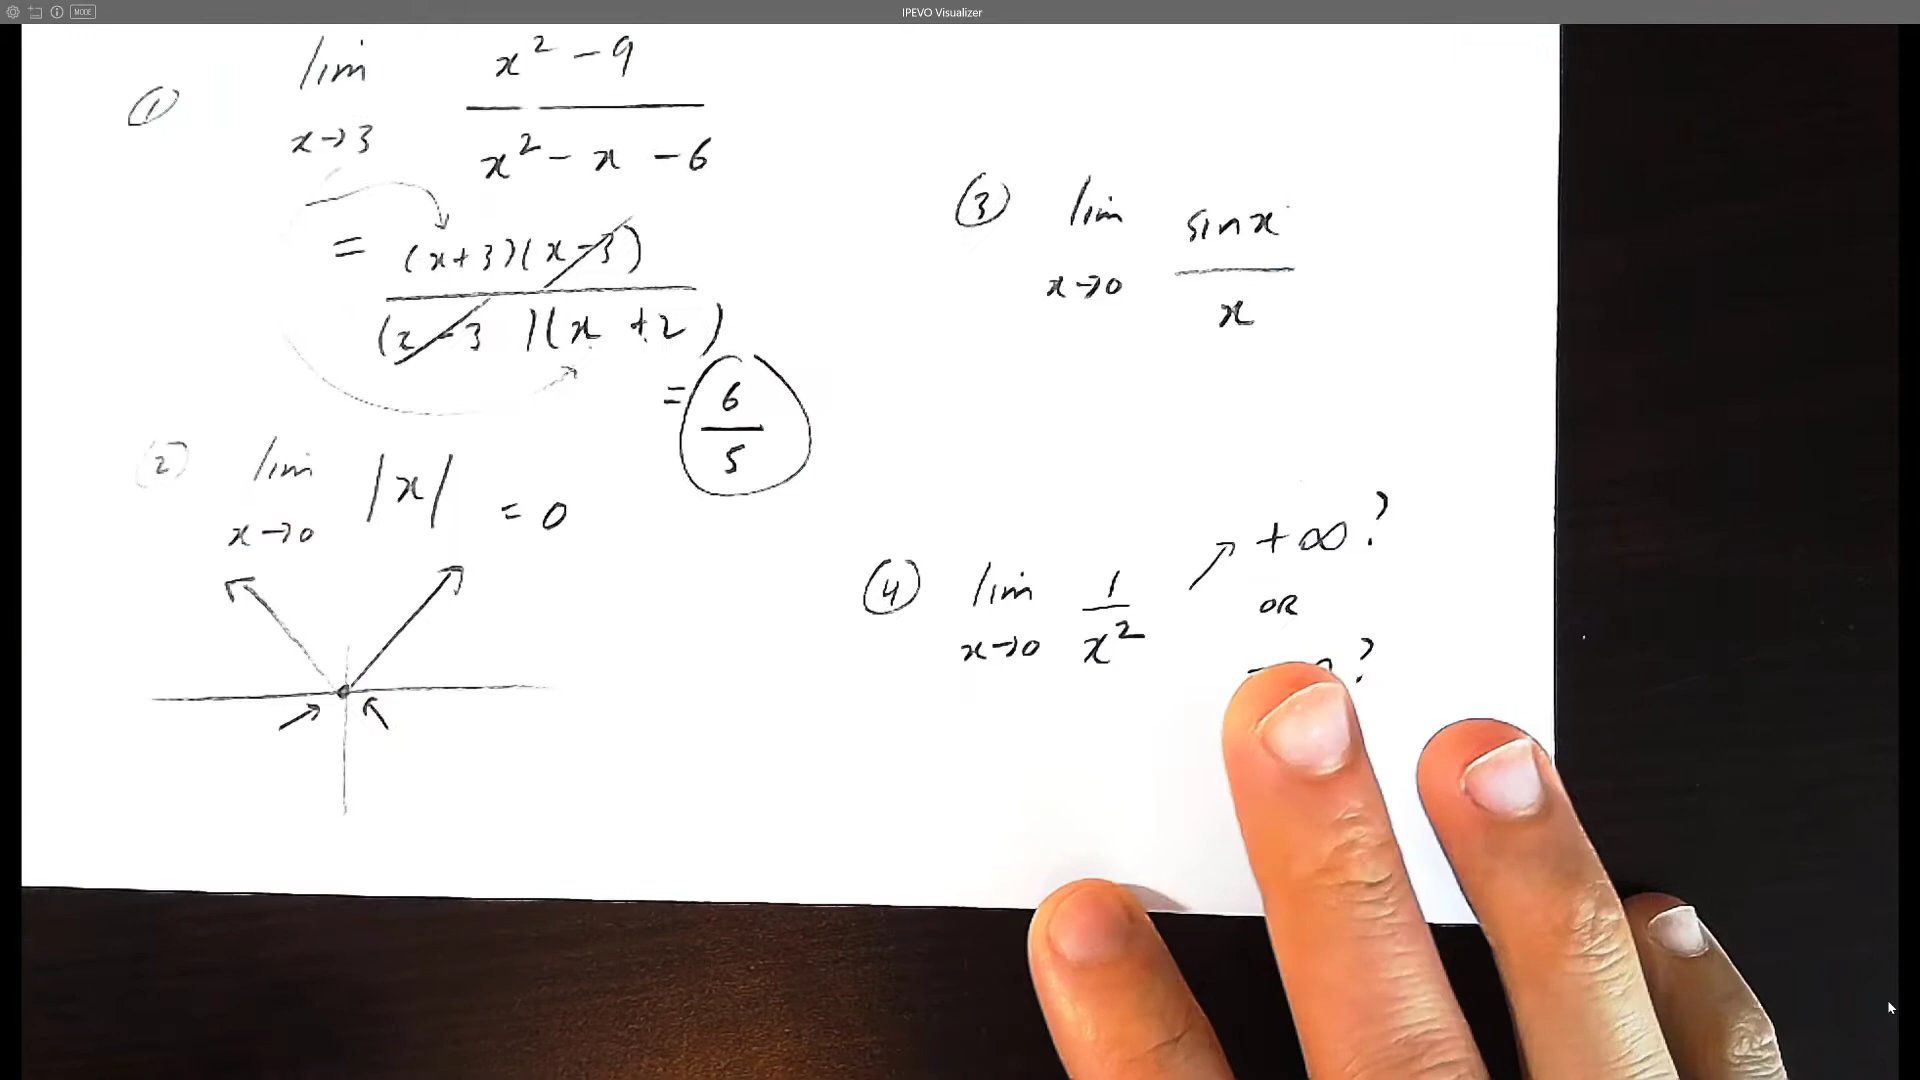 MODE
IPEVO Visualizer
① lim x→3 x² - 9 / x² - x - 6
= (x+3)(x-3) / (x-3)(x+2)
= 6/5
② lim x→0 |x| = 0
③ lim x→0 sinx / x
④ lim x→0 1/x² ↗ +∞?
OR
?